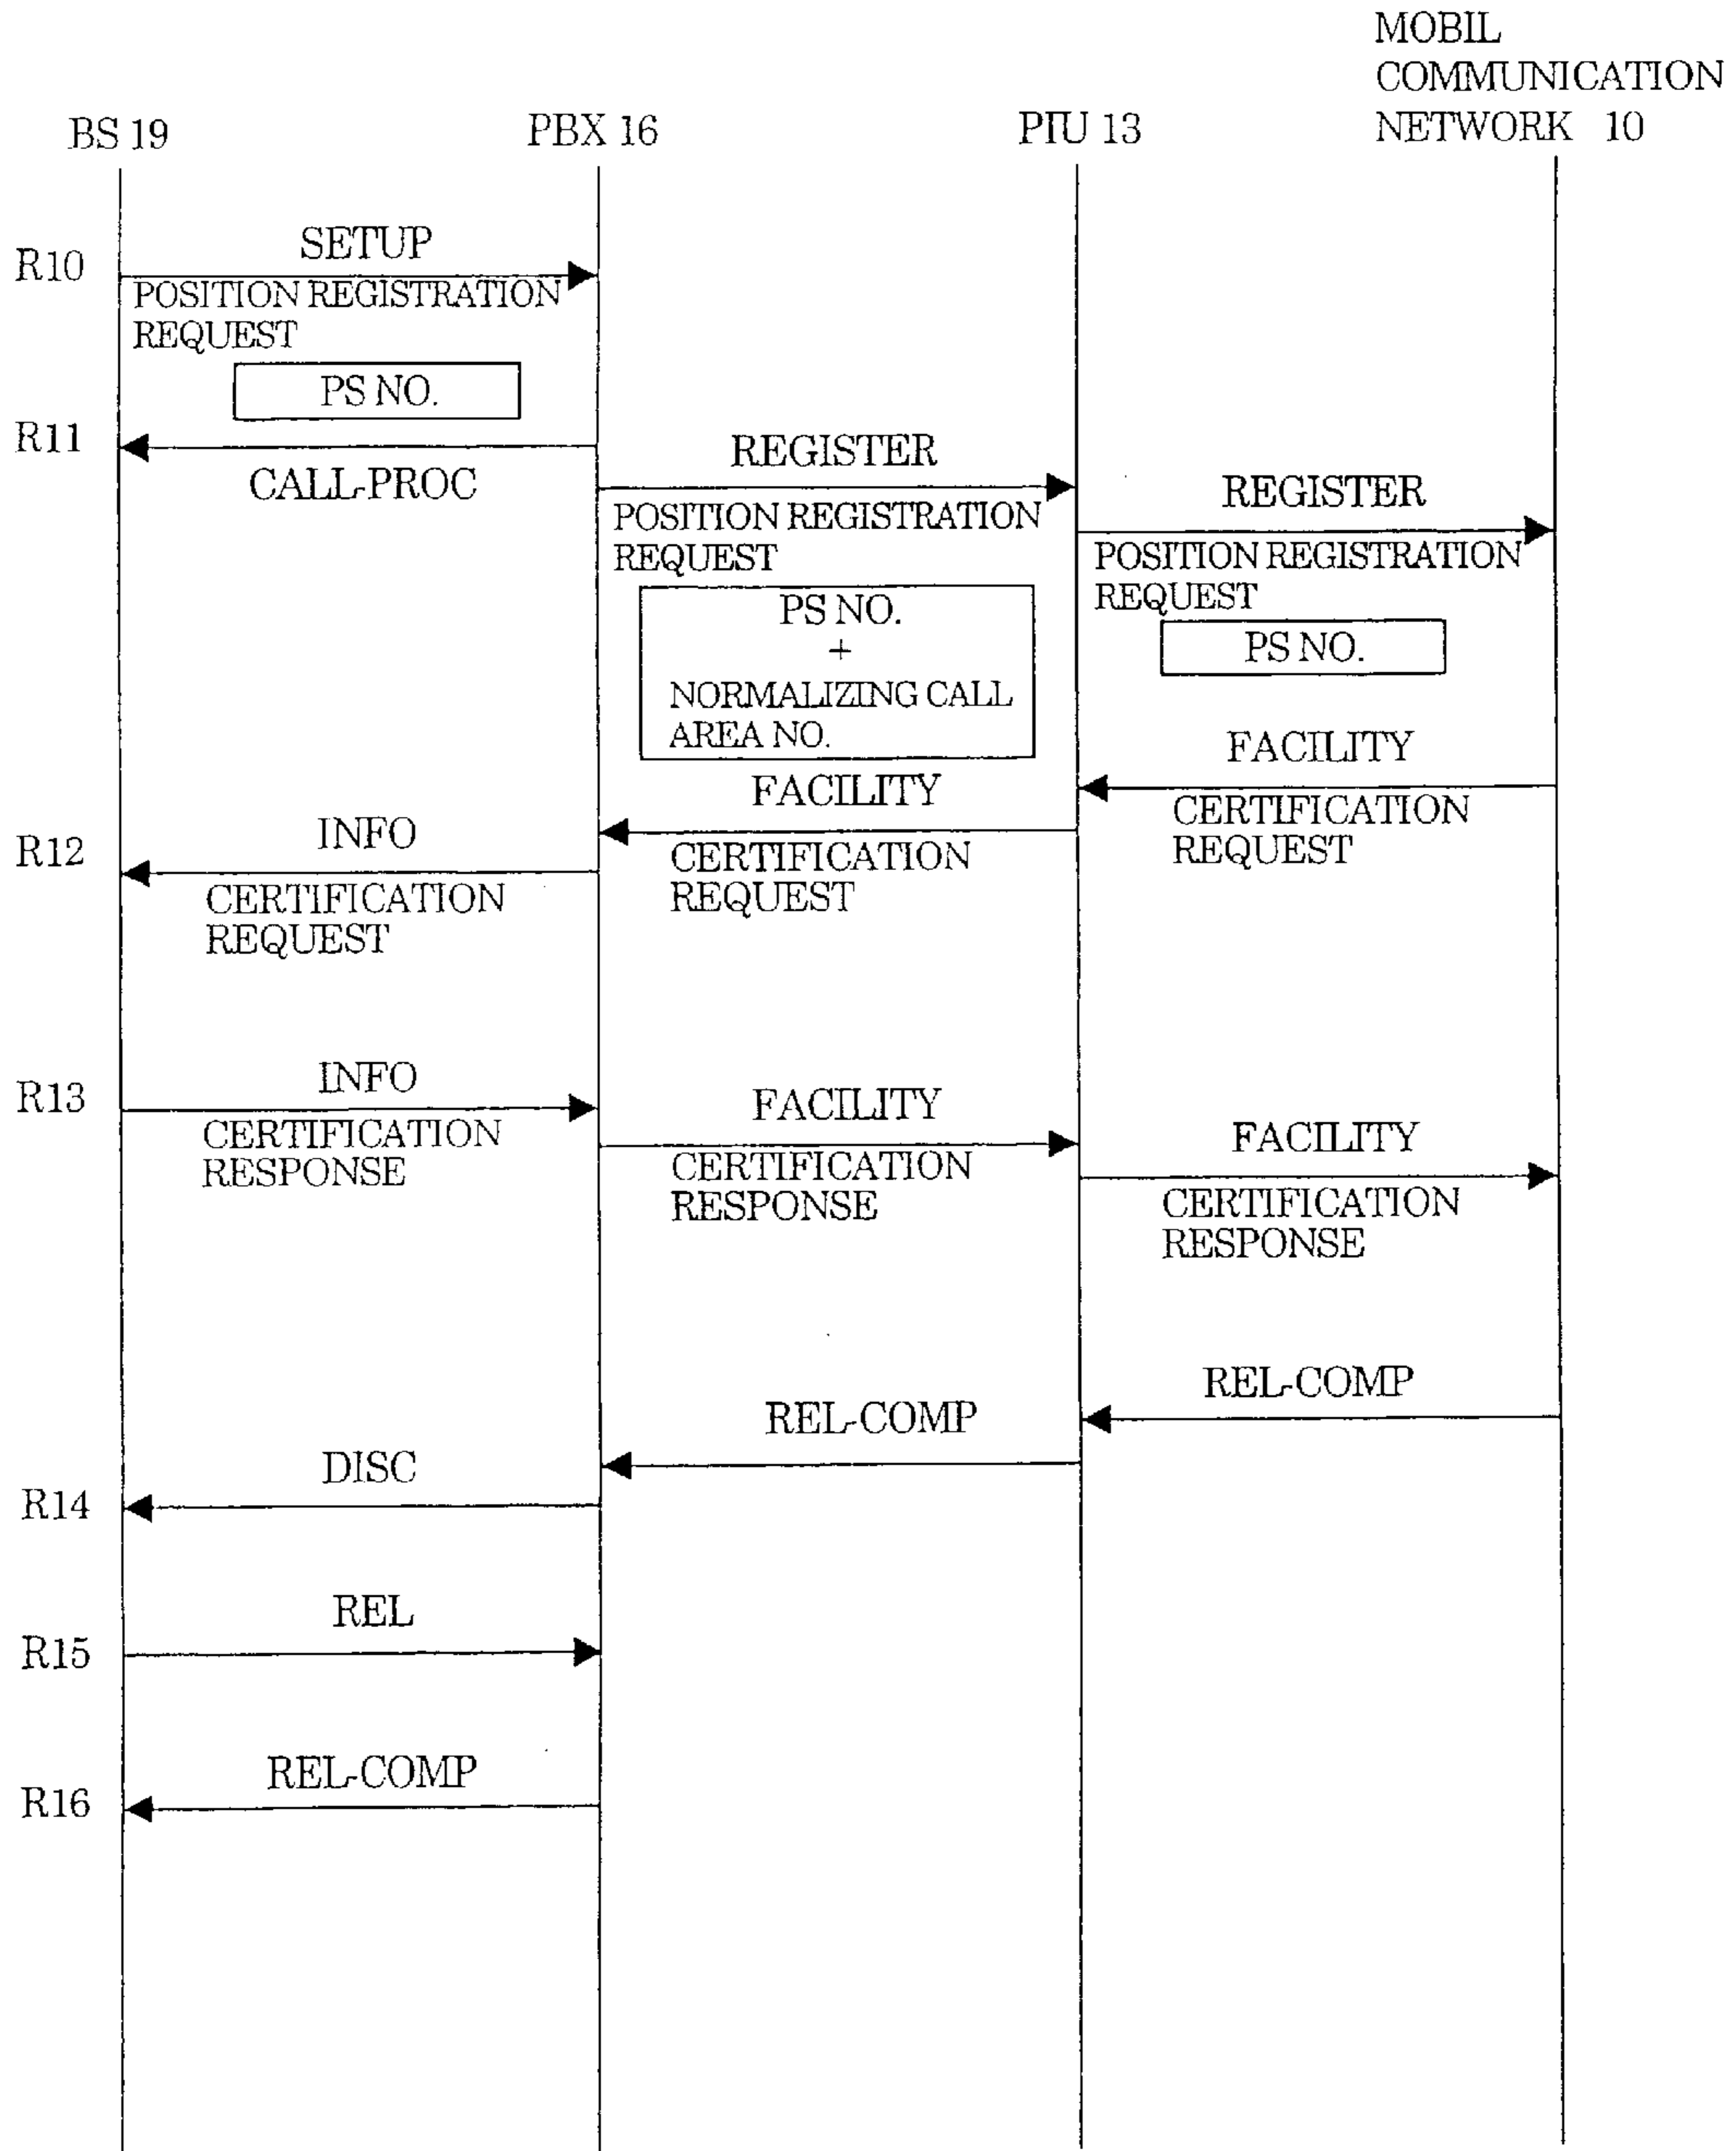 MOBIL
COMMUNICATION
NETWORK 10
BS 19
PBX 16
PIU 13
R10
SETUP
POSITION REGISTRATION
REQUEST
PS NO.
R11
CALL-PROC
REGISTER
POSITION REGISTRATION
REQUEST
PS NO.
+
NORMALIZING CALL
AREA NO.
REGISTER
POSITION REGISTRATION
REQUEST
PS NO.
FACILITY
CERTIFICATION
REQUEST
FACILITY
CERTIFICATION
REQUEST
R12
INFO
CERTIFICATION
REQUEST
R13
INFO
CERTIFICATION
RESPONSE
FACILITY
CERTIFICATION
RESPONSE
FACILITY
CERTIFICATION
RESPONSE
REL-COMP
REL-COMP
R14
DISC
R15
REL
R16
REL-COMP